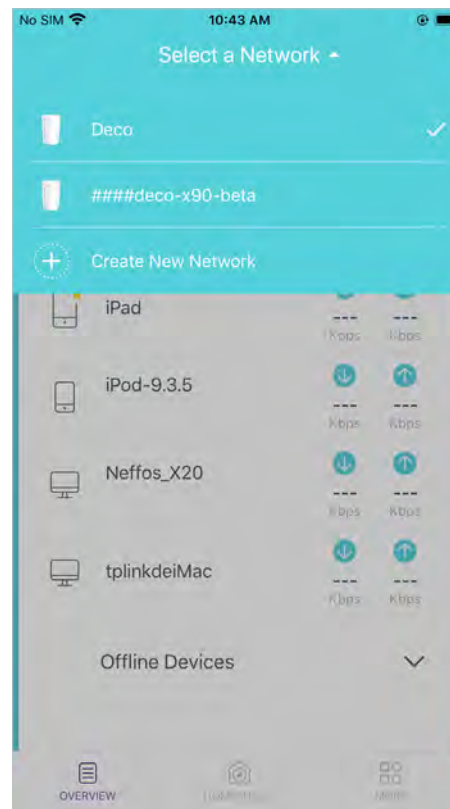 No SIM 10:43 AM
Select a Network
Deco
####deco-x90-beta
Create New Network
iPad
--- ---
Kbps Kbps
iPod-9.3.5
--- ---
Kbps Kbps
Neffos_X20
--- ---
Kbps Kbps
tplinkdeiMac
--- ---
Kbps Kbps
Offline Devices
OVERVIEW